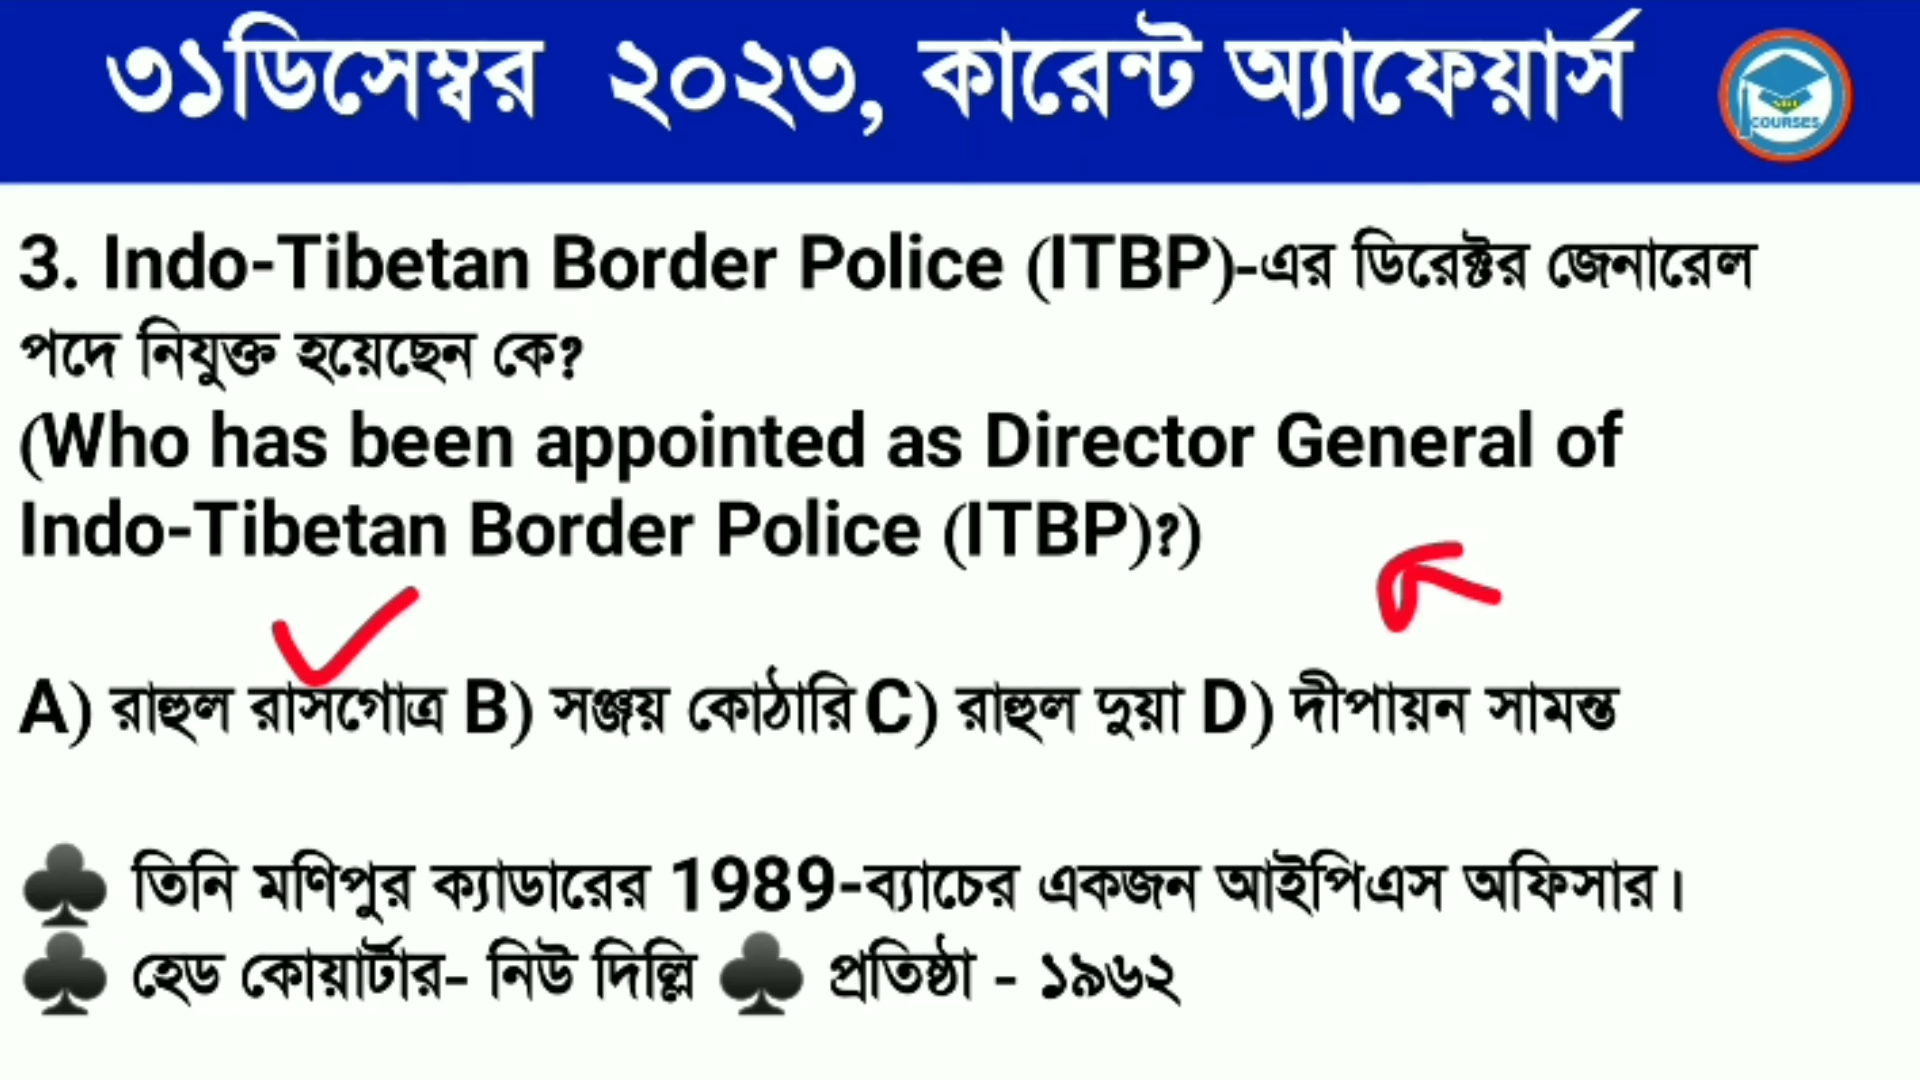 ৩১ডিসেম্বর ২০২৩, কারেন্ট অ্যাফেয়ার্স
COURSES
3. Indo-Tibetan Border Police (ITBP)-এর ডিরেক্টর জেনারেল
পদে নিযুক্ত হয়েছেন কে?
(Who has been appointed as Director General of
Indo-Tibetan Border Police (ITBP)?)
A) রাহুল রাসগোত্র B) সঞ্জয় কোঠারি C) রাহুল দুয়া D) দীপায়ন সামন্ত
♣ তিনি মণিপুর ক্যাডারের 1989-ব্যাচের একজন আইপিএস অফিসার।
♣ হেড কোয়ার্টার- নিউ দিল্লি ♣ প্রতিষ্ঠা - ১৯৬২